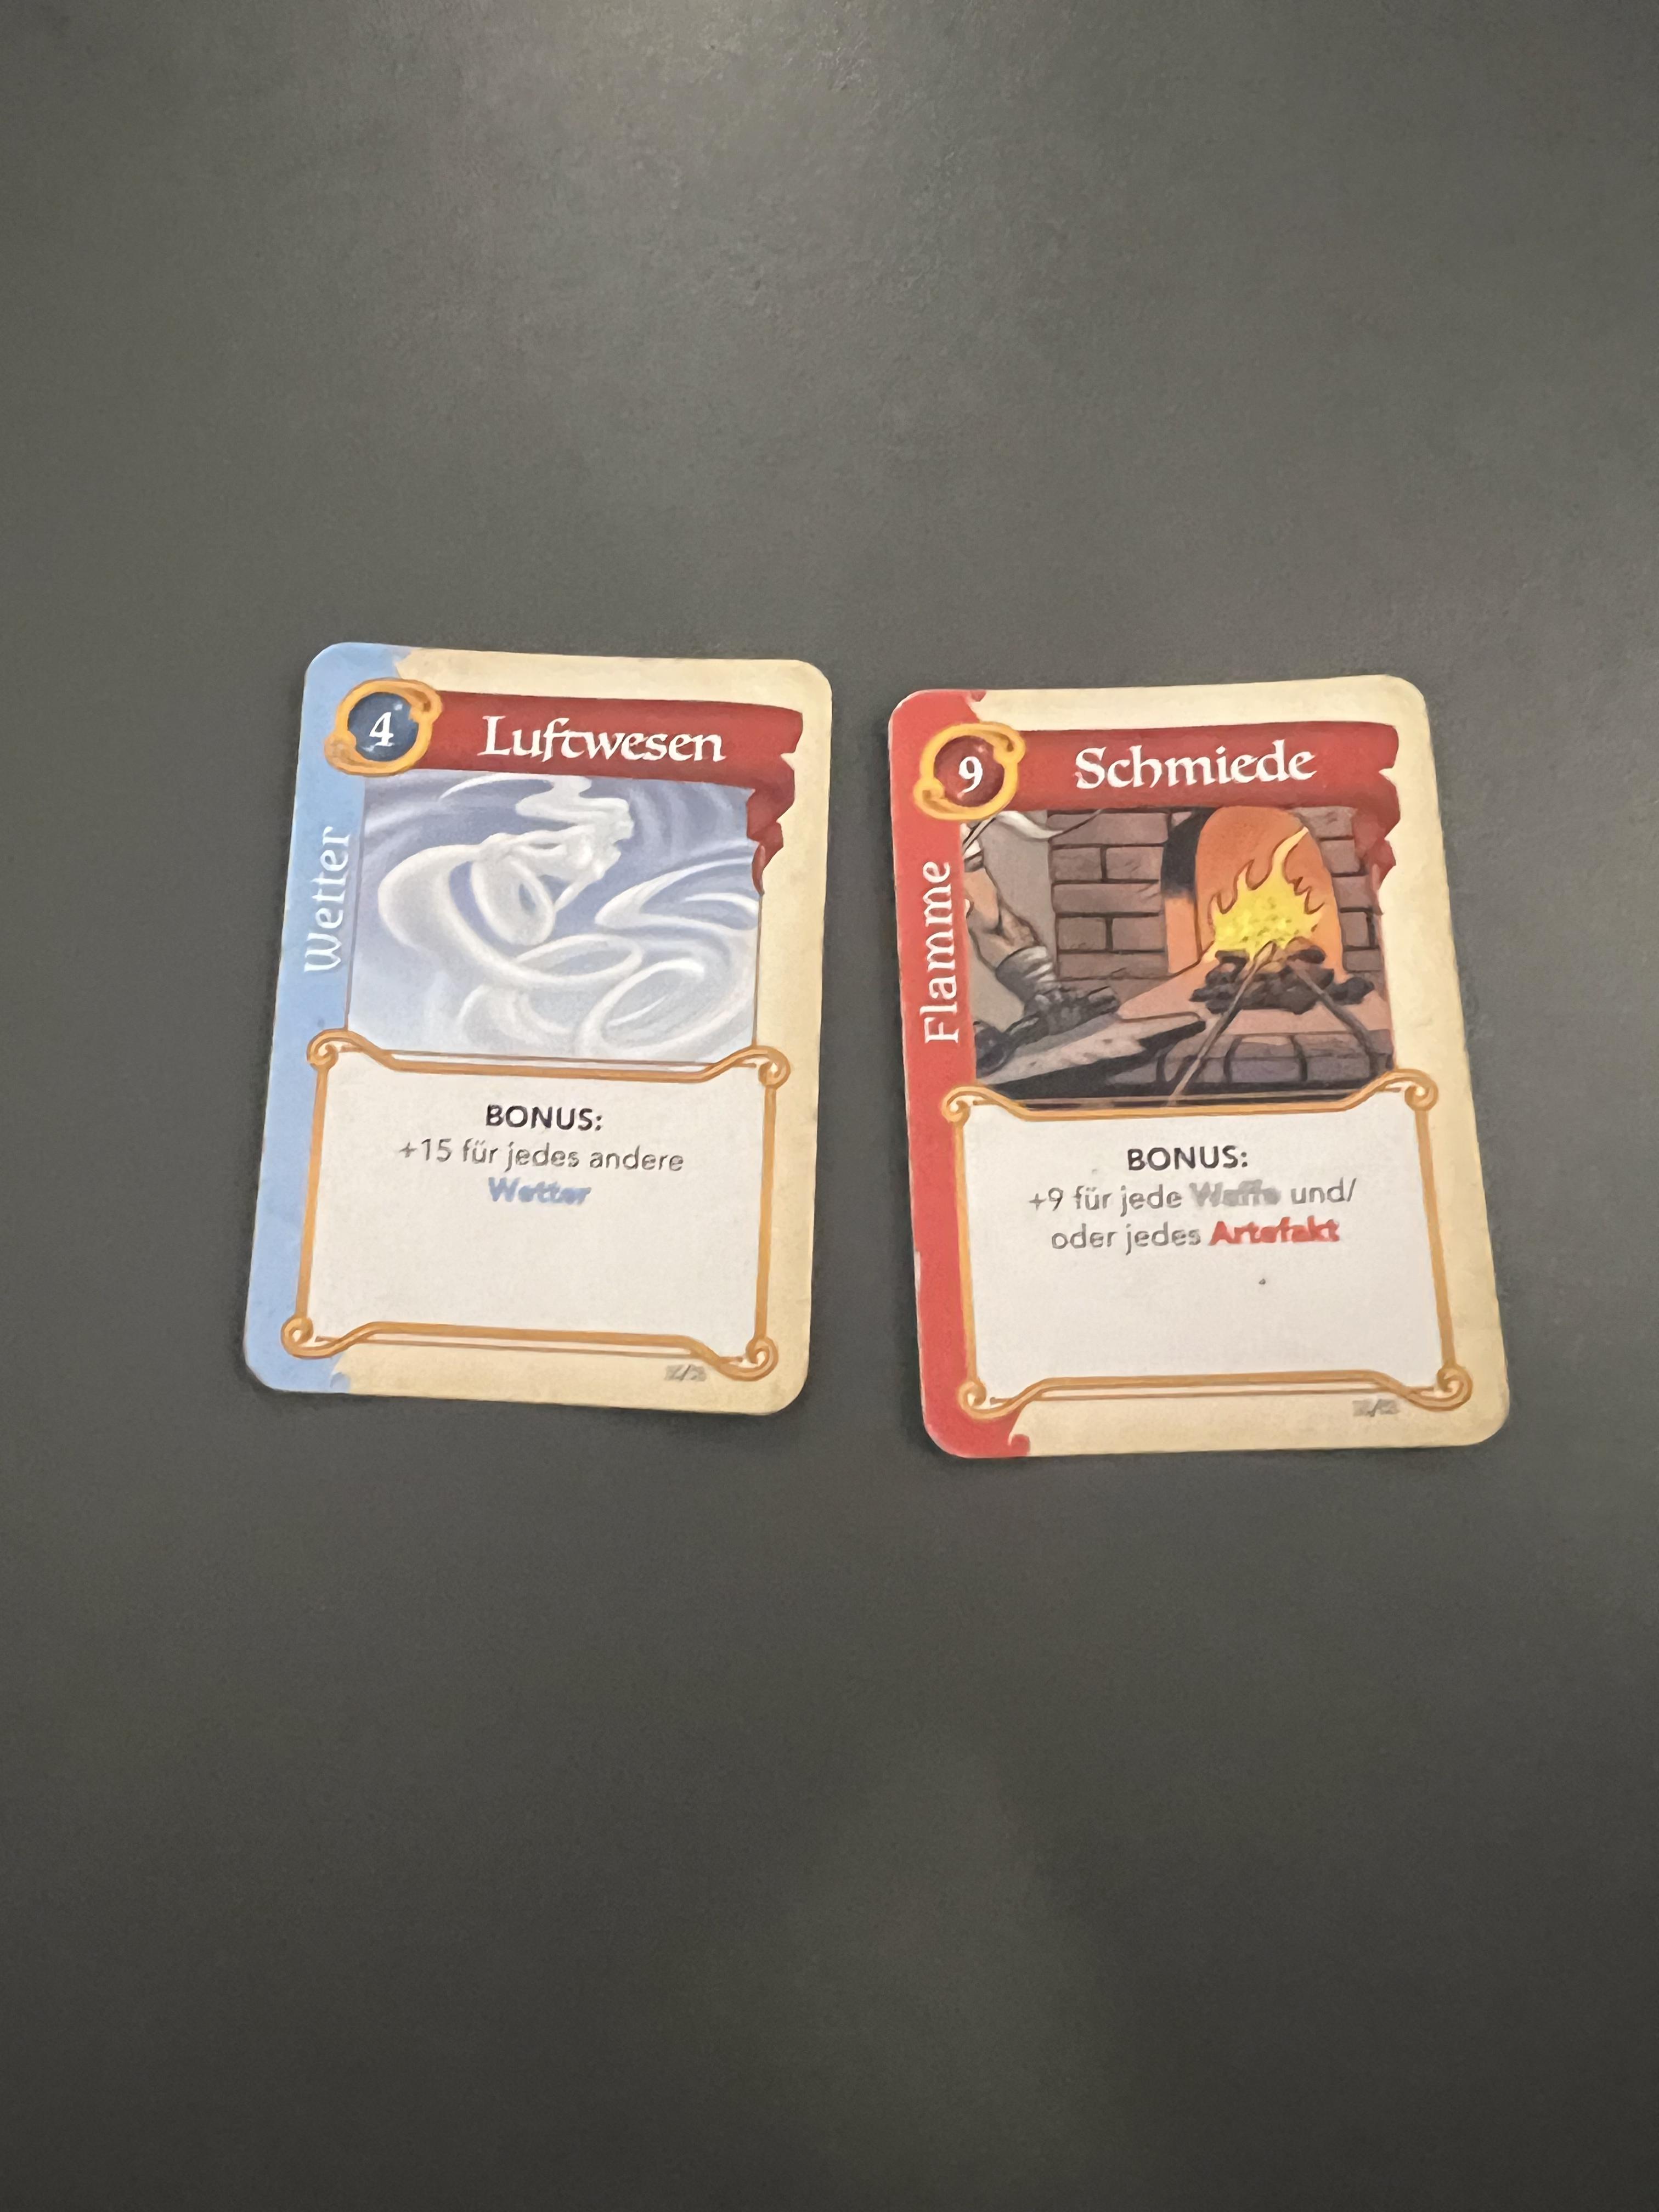 4 Luftwesen
Wetter
BONUS:
+15 für jedes andere
Wetter
9 Schmiede
Flamme
BONUS:
+9 für jede Waffe und/
oder jedes Artefakt